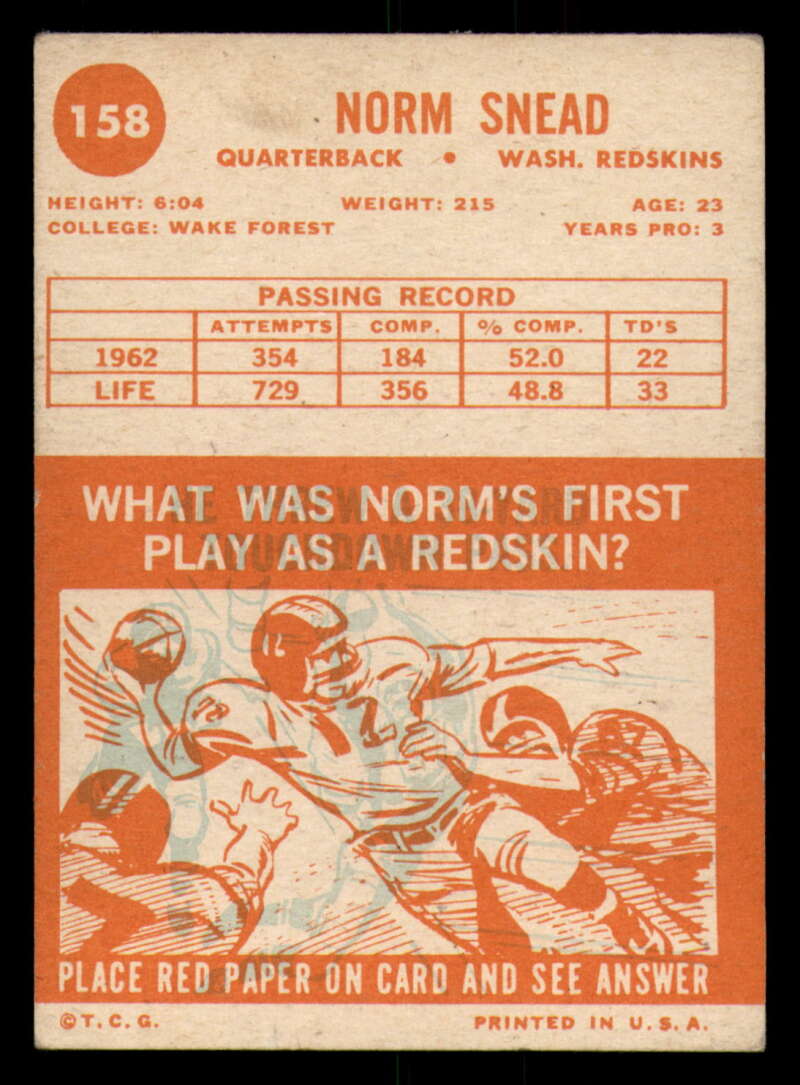 158
NORM SNEAD
QUARTERBACK • WASH. REDSKINS
HEIGHT: 6:04 WEIGHT: 215 AGE: 23
COLLEGE: WAKE FOREST YEARS PRO: 3
PASSING RECORD
ATTEMPTS COMP. % COMP. TD'S
1962 354 184 52.0 22
LIFE 729 356 48.8 33
WHAT WAS NORM'S FIRST
PLAY AS A REDSKIN?
PLACE RED PAPER ON CARD AND SEE ANSWER
© T. C. G. PRINTED IN U. S. A.